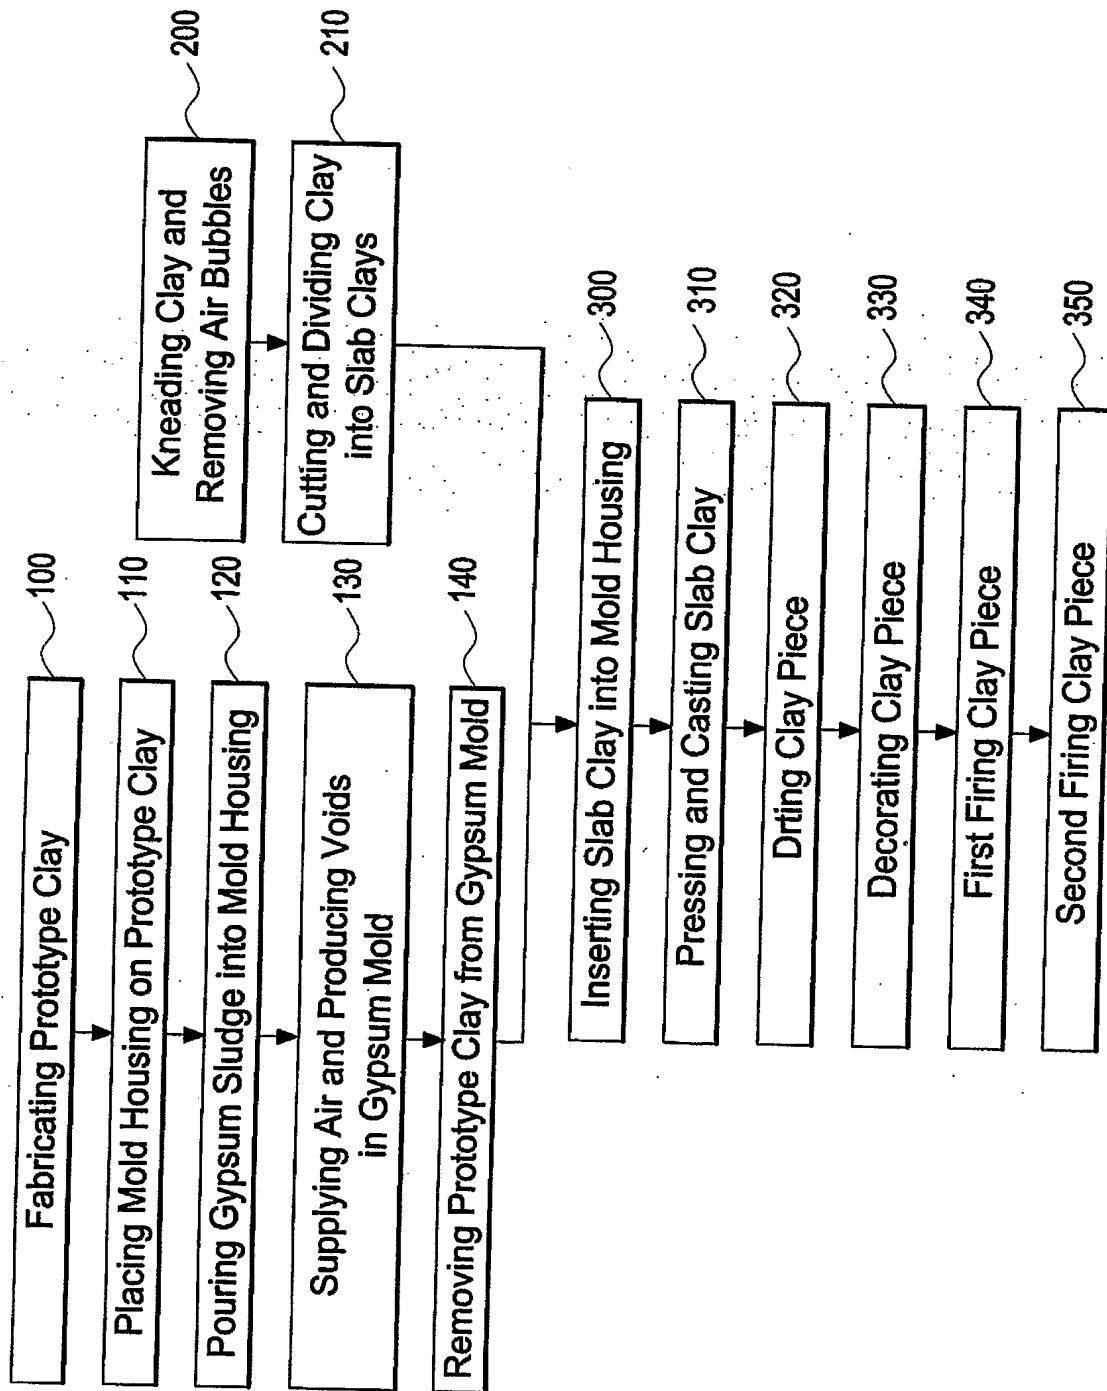 Fabricating Prototype Clay
100
Placing Mold Housing on Prototype Clay
110
Pouring Gypsum Sludge into Mold Housing
120
Supplying Air and Producing Voids
in Gypsum Mold
130
Removing Prototype Clay from Gypsum Mold
140
Kneading Clay and
Removing Air Bubbles
200
Cutting and Dividing Clay
into Slab Clays
210
Inserting Slab Clay into Mold Housing
300
Pressing and Casting Slab Clay
310
Drting Clay Piece
320
Decorating Clay Piece
330
First Firing Clay Piece
340
Second Firing Clay Piece
350